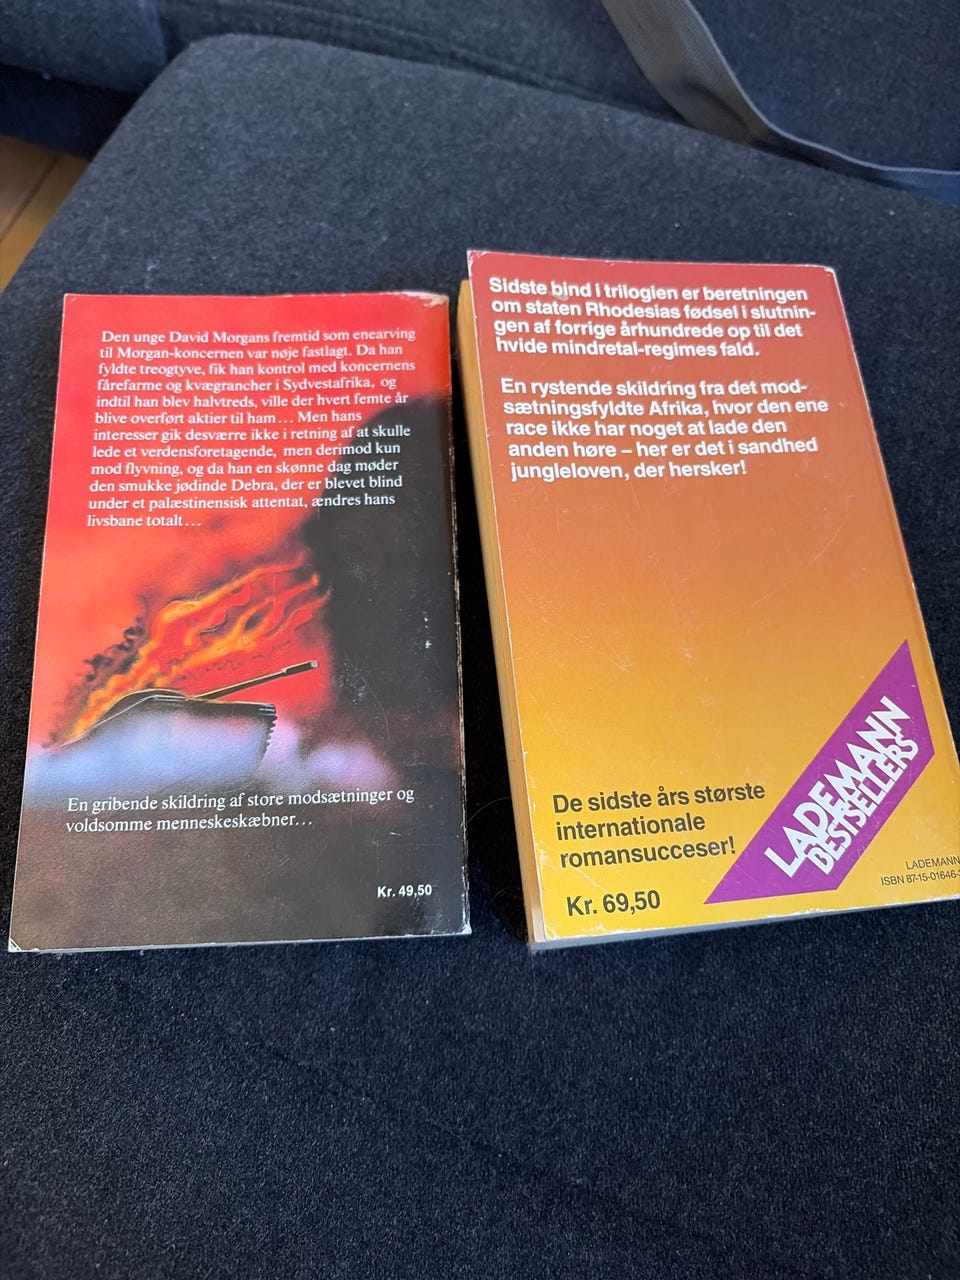 Den unge David Morgans fremtid som enearving
til Morgan-koncernen var nøje fastlagt. Da han
fyldte treogtyve, fik han kontrol med koncernens
fårefarme og kvægrancher i Sydvestafrika, og
indtil han blev halvtreds, ville der hvert femte år
blive overført aktier til ham... Men hans
interesser gik desværre ikke i retning af at skulle
lede et verdensforetagende, men derimod kun
mod flyvning, og da han en skønne dag møder
den smukke jødinde Debra, der er blevet blind
under et palæstinensisk attentat, ændres hans
livsbane totalt...
En gribende skildring af store modsætninger og
voldsomme menneskeskæbner...
Kr. 49,50
Sidste bind i trilogien er beretningen
om staten Rhodesias fødsel i slutnin-
gen af forrige århundrede op til det
hvide mindretal-regimes fald.
En rystende skildring fra det mod-
sætningsfyldte Afrika, hvor den ene
race ikke har noget at lade den
anden høre – her er det i sandhed
jungleloven, der hersker!
De sidste års største
internationale
romansucceser!
Kr. 69,50
LADEMANN
BESTSELLERS
LADEMANN
ISBN 87-15-01646-